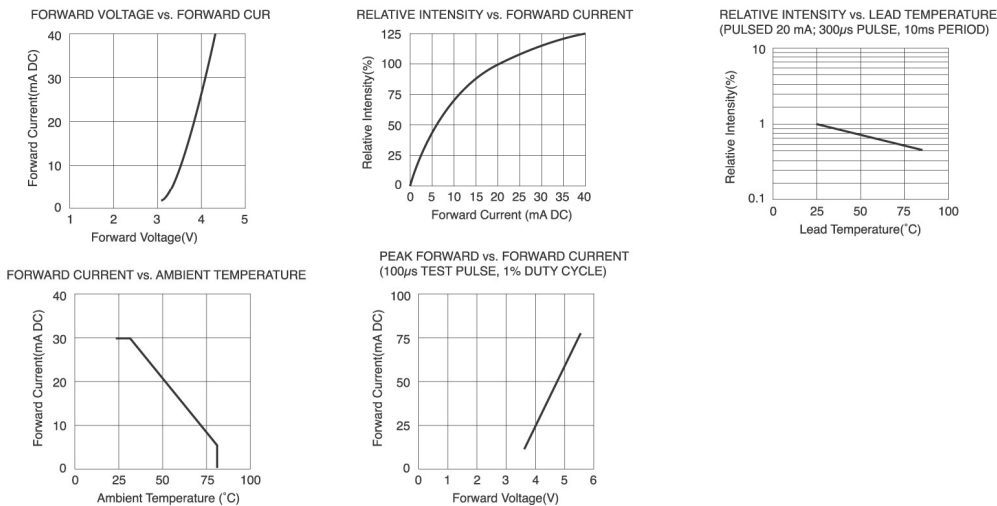 FORWARD VOLTAGE vs. FORWARD CUR
Forward Current(mA DC)
40
30
20
10
0
1 2 3 4 5
Forward Voltage(V)
RELATIVE INTENSITY vs. FORWARD CURRENT
Relative Intensity(%)
125
100
75
50
25
0
0 5 10 15 20 25 30 35 40
Forward Current (mA DC)
RELATIVE INTENSITY vs. LEAD TEMPERATURE
(PULSED 20 mA; 300µs PULSE, 10ms PERIOD)
Relative Intensity(%)
10
1
0.1
0 25 50 75 100
Lead Temperature(˚C)
FORWARD CURRENT vs. AMBIENT TEMPERATURE
Forward Current(mA DC)
40
30
20
10
0
0 25 50 75 100
Ambient Temperature (˚C)
PEAK FORWARD vs. FORWARD CURRENT
(100µs TEST PULSE, 1% DUTY CYCLE)
Forward Current(mA DC)
100
75
50
25
0
0 1 2 3 4 5 6
Forward Voltage(V)